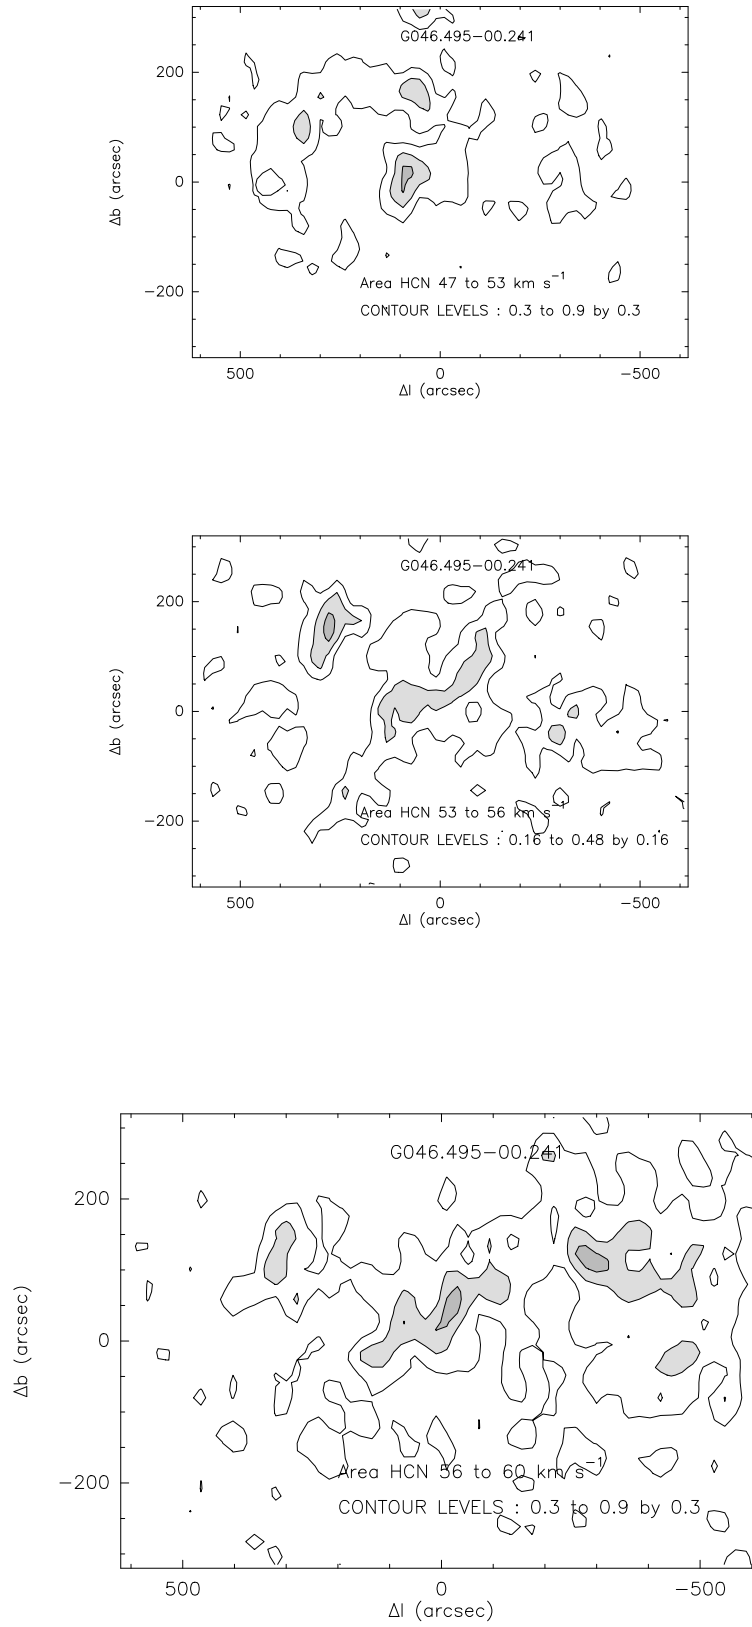 G046.495−00.241
200
0
−200
Δb (arcsec)
Area HCN 47 to 53 km s−1
CONTOUR LEVELS : 0.3 to 0.9 by 0.3
500 0 −500
Δl (arcsec)
G046.495−00.241
200
0
−200
Δb (arcsec)
Area HCN 53 to 56 km s−1
CONTOUR LEVELS : 0.16 to 0.48 by 0.16
500 0 −500
Δl (arcsec)
G046.495−00.241
200
0
−200
Δb (arcsec)
Area HCN 56 to 60 km s−1
CONTOUR LEVELS : 0.3 to 0.9 by 0.3
500 0 −500
Δl (arcsec)